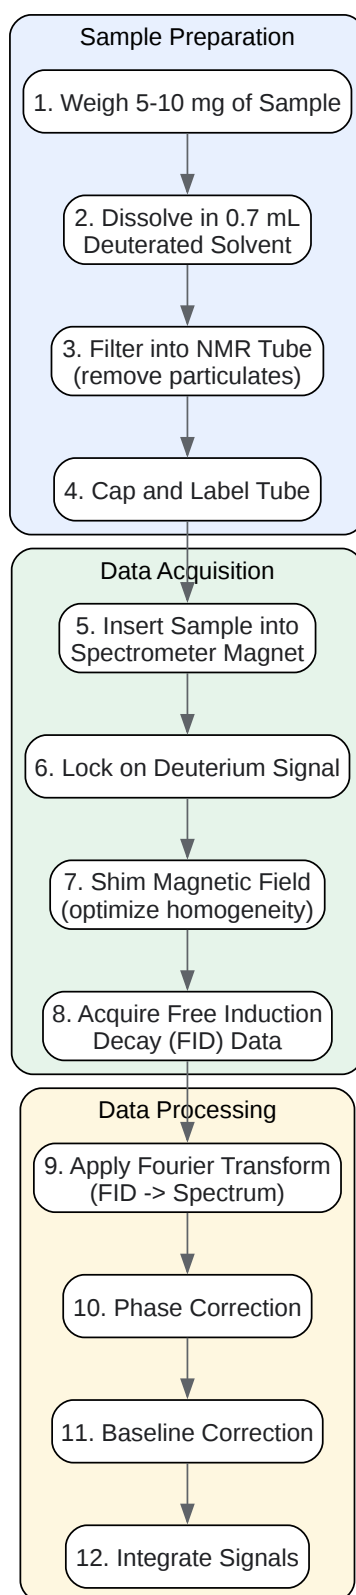 Sample Preparation
1. Weigh 5-10 mg of Sample
2. Dissolve in 0.7 mL
Deuterated Solvent
3. Filter into NMR Tube
(remove particulates)
4. Cap and Label Tube
Data Acquisition
5. Insert Sample into
Spectrometer Magnet
6. Lock on Deuterium Signal
7. Shim Magnetic Field
(optimize homogeneity)
8. Acquire Free Induction
Decay (FID) Data
Data Processing
9. Apply Fourier Transform
(FID -> Spectrum)
10. Phase Correction
11. Baseline Correction
12. Integrate Signals